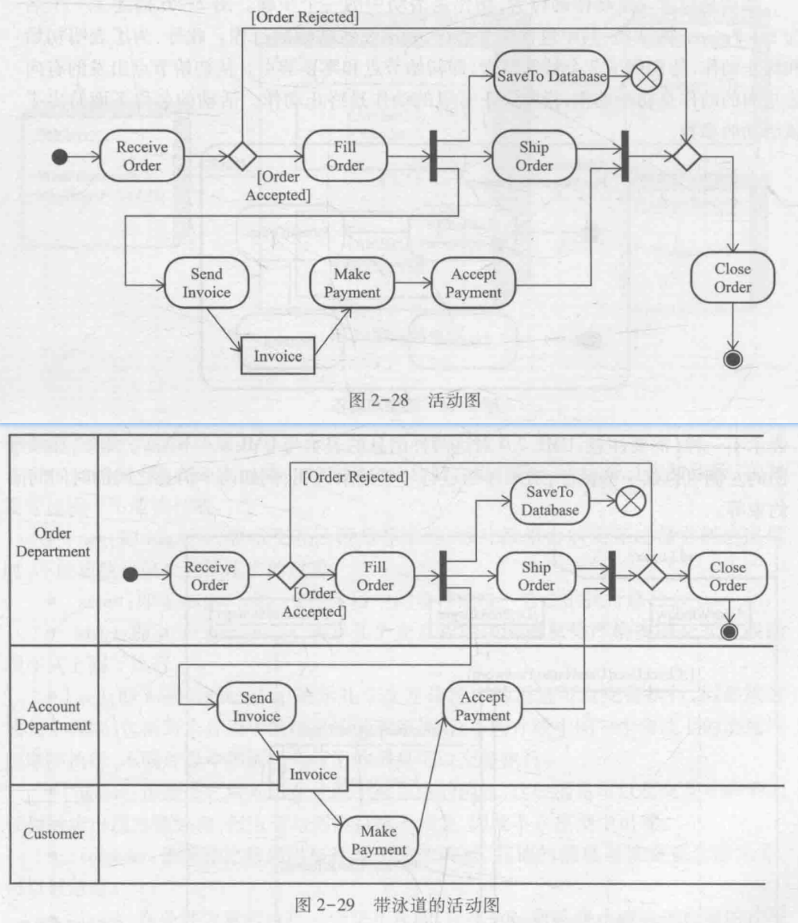 [Order Rejected]
SaveTo Database
Receive
Order
Fill
Order
Ship
Order
[Order
Accepted]
Send
Invoice
Make
Payment
Accept
Payment
Close
Order
Invoice
图 2-28 活动图
[Order Rejected]
SaveTo
Database
Order
Department
Receive
Order
Fill
Order
Ship
Order
Close
Order
[Order
Accepted]
Account
Department
Send
Invoice
Accept
Payment
Invoice
Customer
Make
Payment
图 2-29 带泳道的活动图